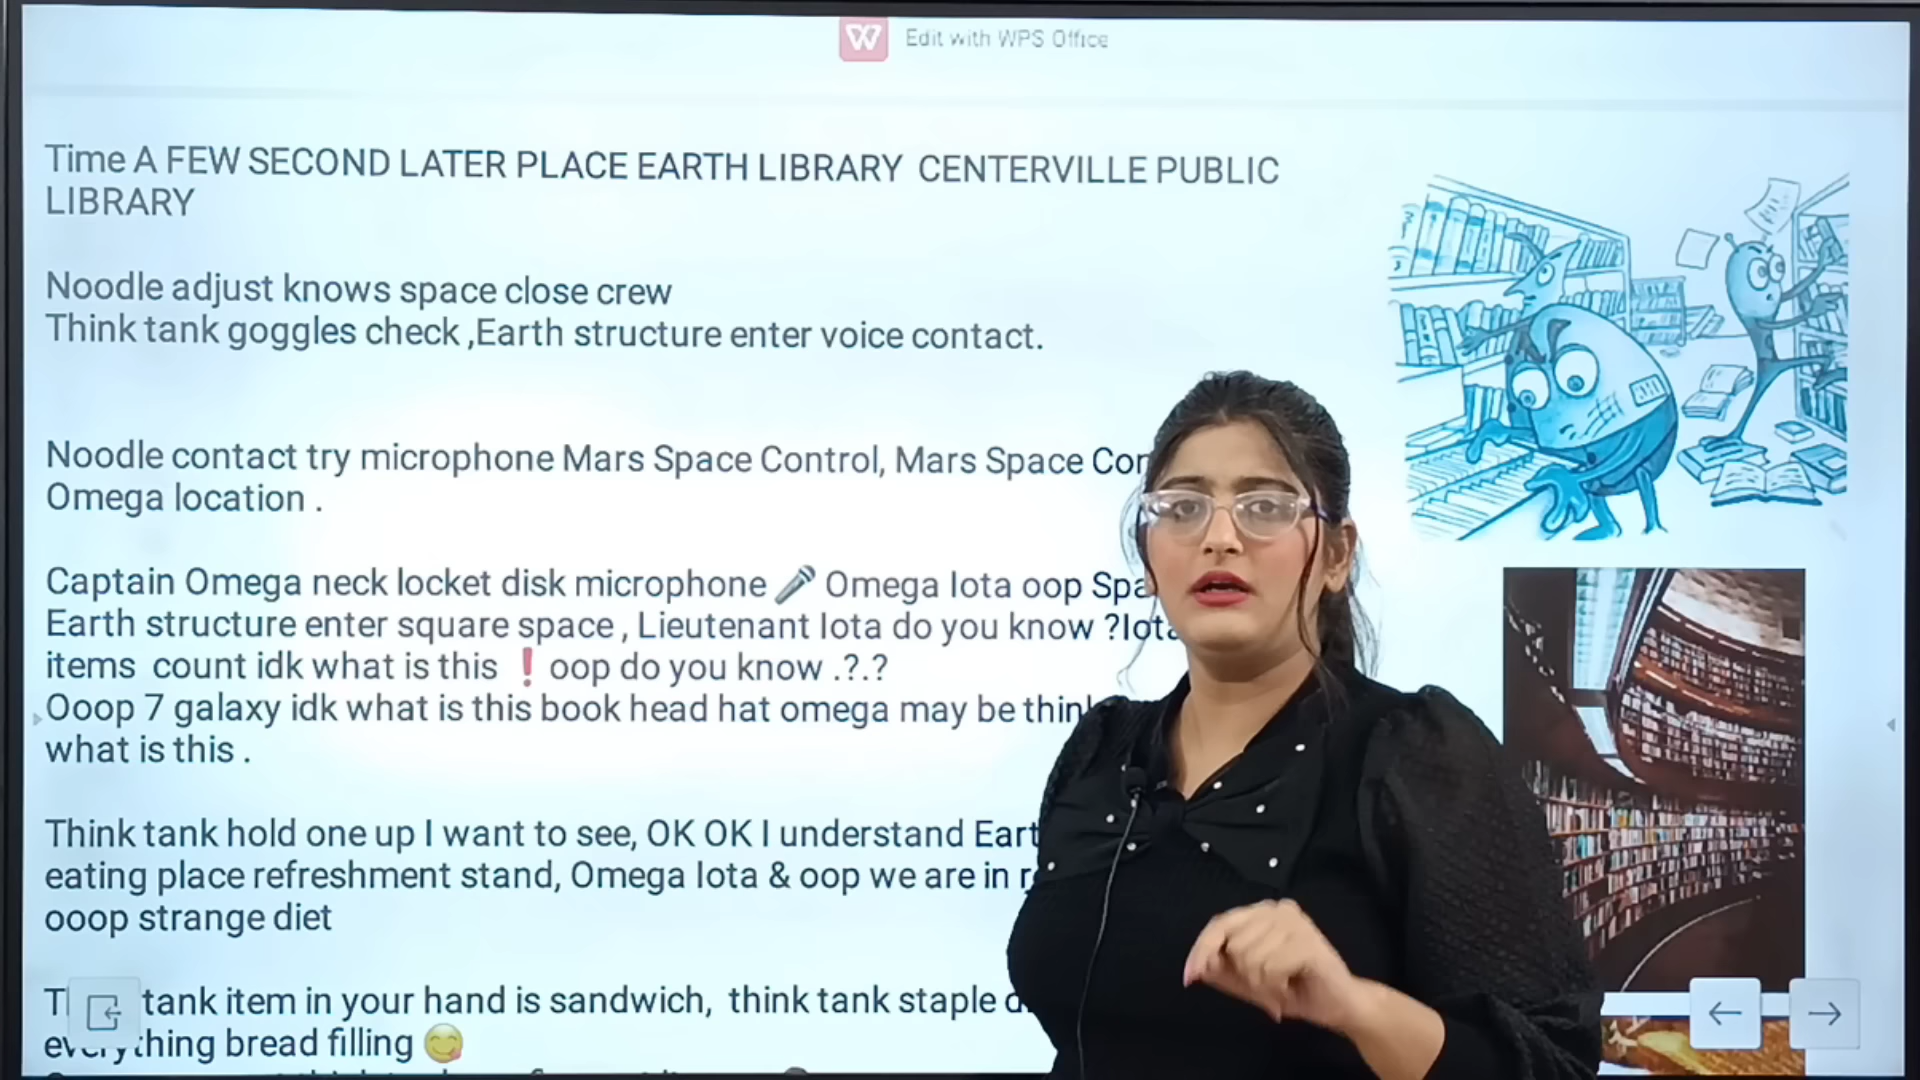 Edit with WPS Office
Time A FEW SECOND LATER PLACE EARTH LIBRARY CENTERVILLE PUBLIC
LIBRARY
Noodle adjust knows space close crew
Think tank goggles check ,Earth structure enter voice contact.
Noodle contact try microphone Mars Space Control, Mars Space
Omega location .
Captain Omega neck locket disk microphone 🎤 Omega Iota oop
Earth structure enter square space , Lieutenant Iota do you know ?
items count idk what is this ❗ oop do you know .?.?
Ooop 7 galaxy idk what is this book head hat omega may be
what is this .
Think tank hold one up I want to see, OK OK I understand
eating place refreshment stand, Omega Iota & oop we are in
ooop strange diet
tank item in your hand is sandwich, think tank staple
bread filling 😋